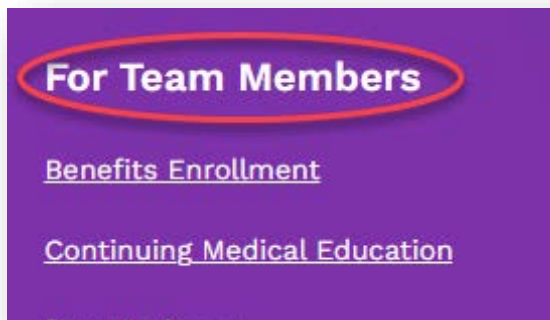 For Team Members
Benefits Enrollment
Continuing Medical Education